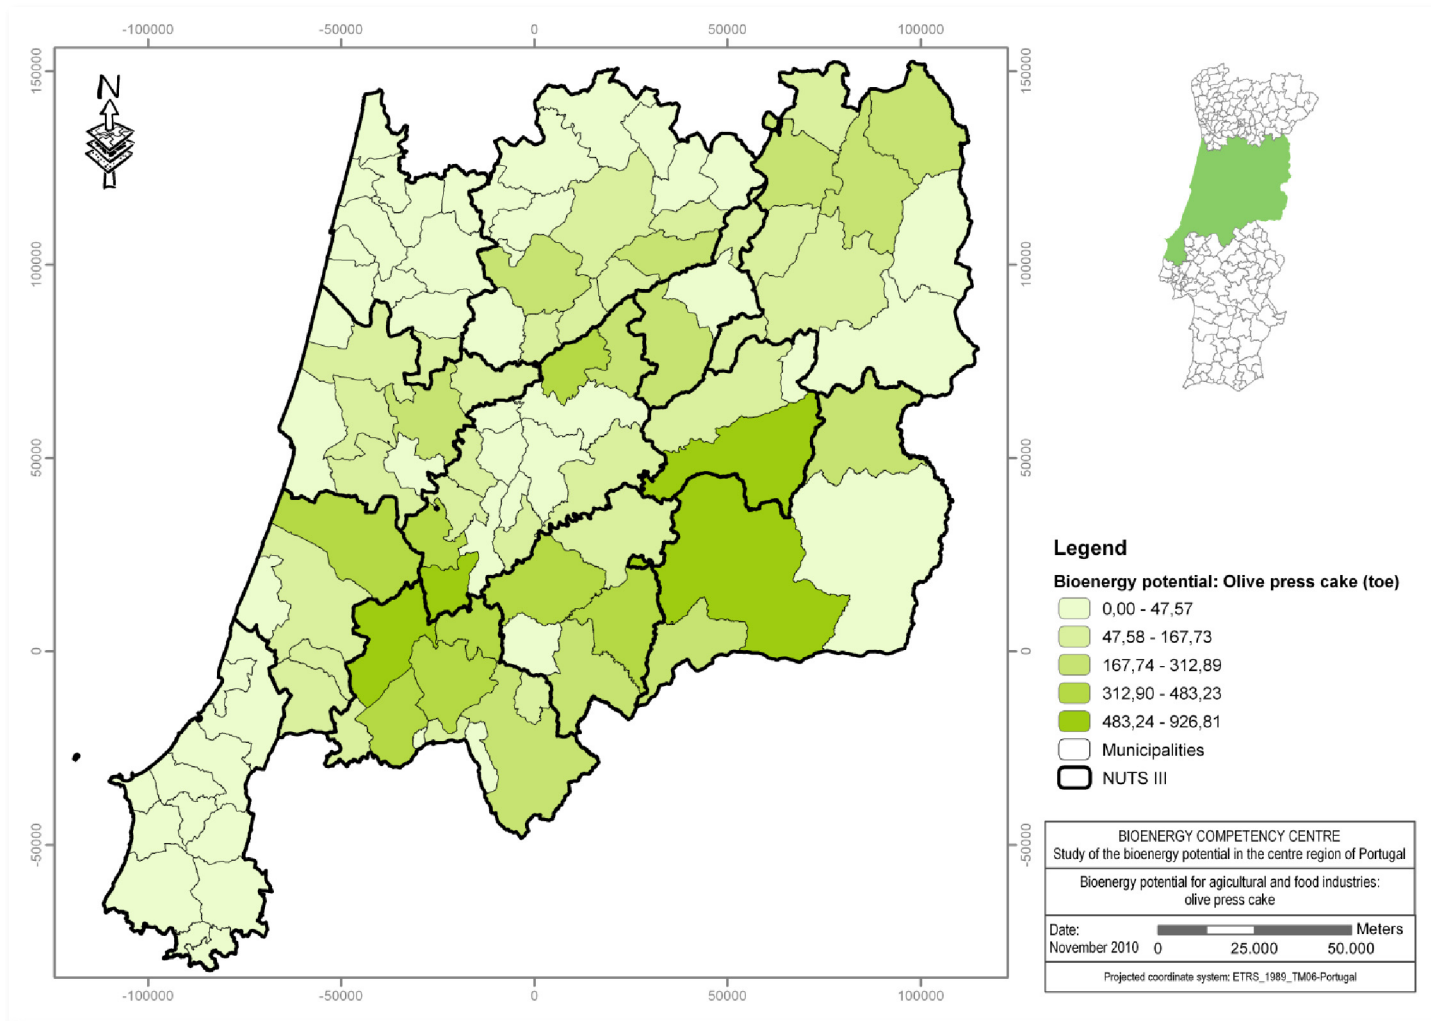 -100000 -50000 0 50000 100000
150000 150000
N
100000 100000
50000 50000
0 0
-50000 -50000
-100000 -50000 0 50000 100000
Legend
Bioenergy potential: Olive press cake (toe)
0,00 - 47,57
47,58 - 167,73
167,74 - 312,89
312,90 - 483,23
483,24 - 926,81
Municipalities
NUTS III
BIOENERGY COMPETENCY CENTRE
Study of the bioenergy potential in the centre region of Portugal
Bioenergy potential for agicultural and food industries:
olive press cake
Date:
November 2010
Meters
0 25.000 50.000
Projected coordinate system: ETRS_1989_TM06-Portugal